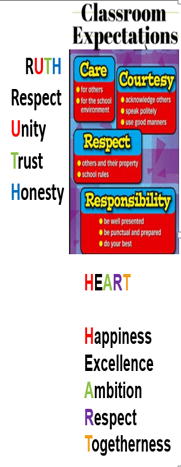 Classroom
Expectations
RUTH
Respect
Unity
Trust
Honesty
Care
for others
for the school
environment
Courtesy
acknowledge others
speak politely
use good manners
Respect
others and their property
school rules
Responsibility
be well presented
be punctual and prepared
do your best
HEART
Happiness
Excellence
Ambition
Respect
Togetherness